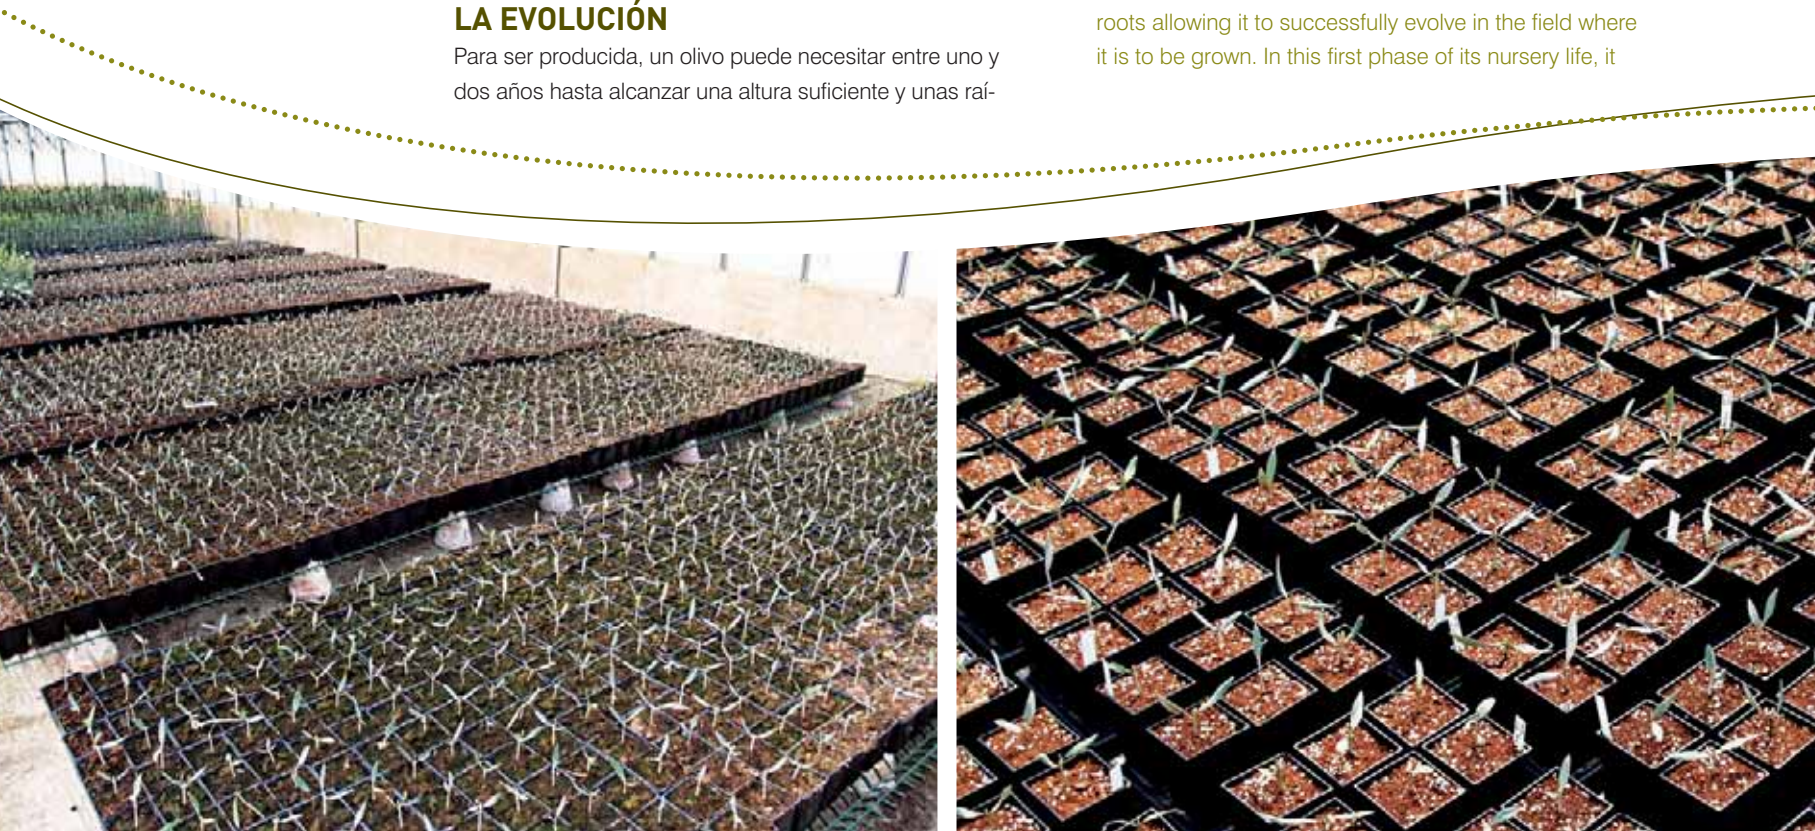 LA EVOLUCIÓN
Para ser producida, un olivo puede necesitar entre uno y
dos años hasta alcanzar una altura suficiente y unas raí-
roots allowing it to successfully evolve in the field where
it is to be grown. In this first phase of its nursery life, it